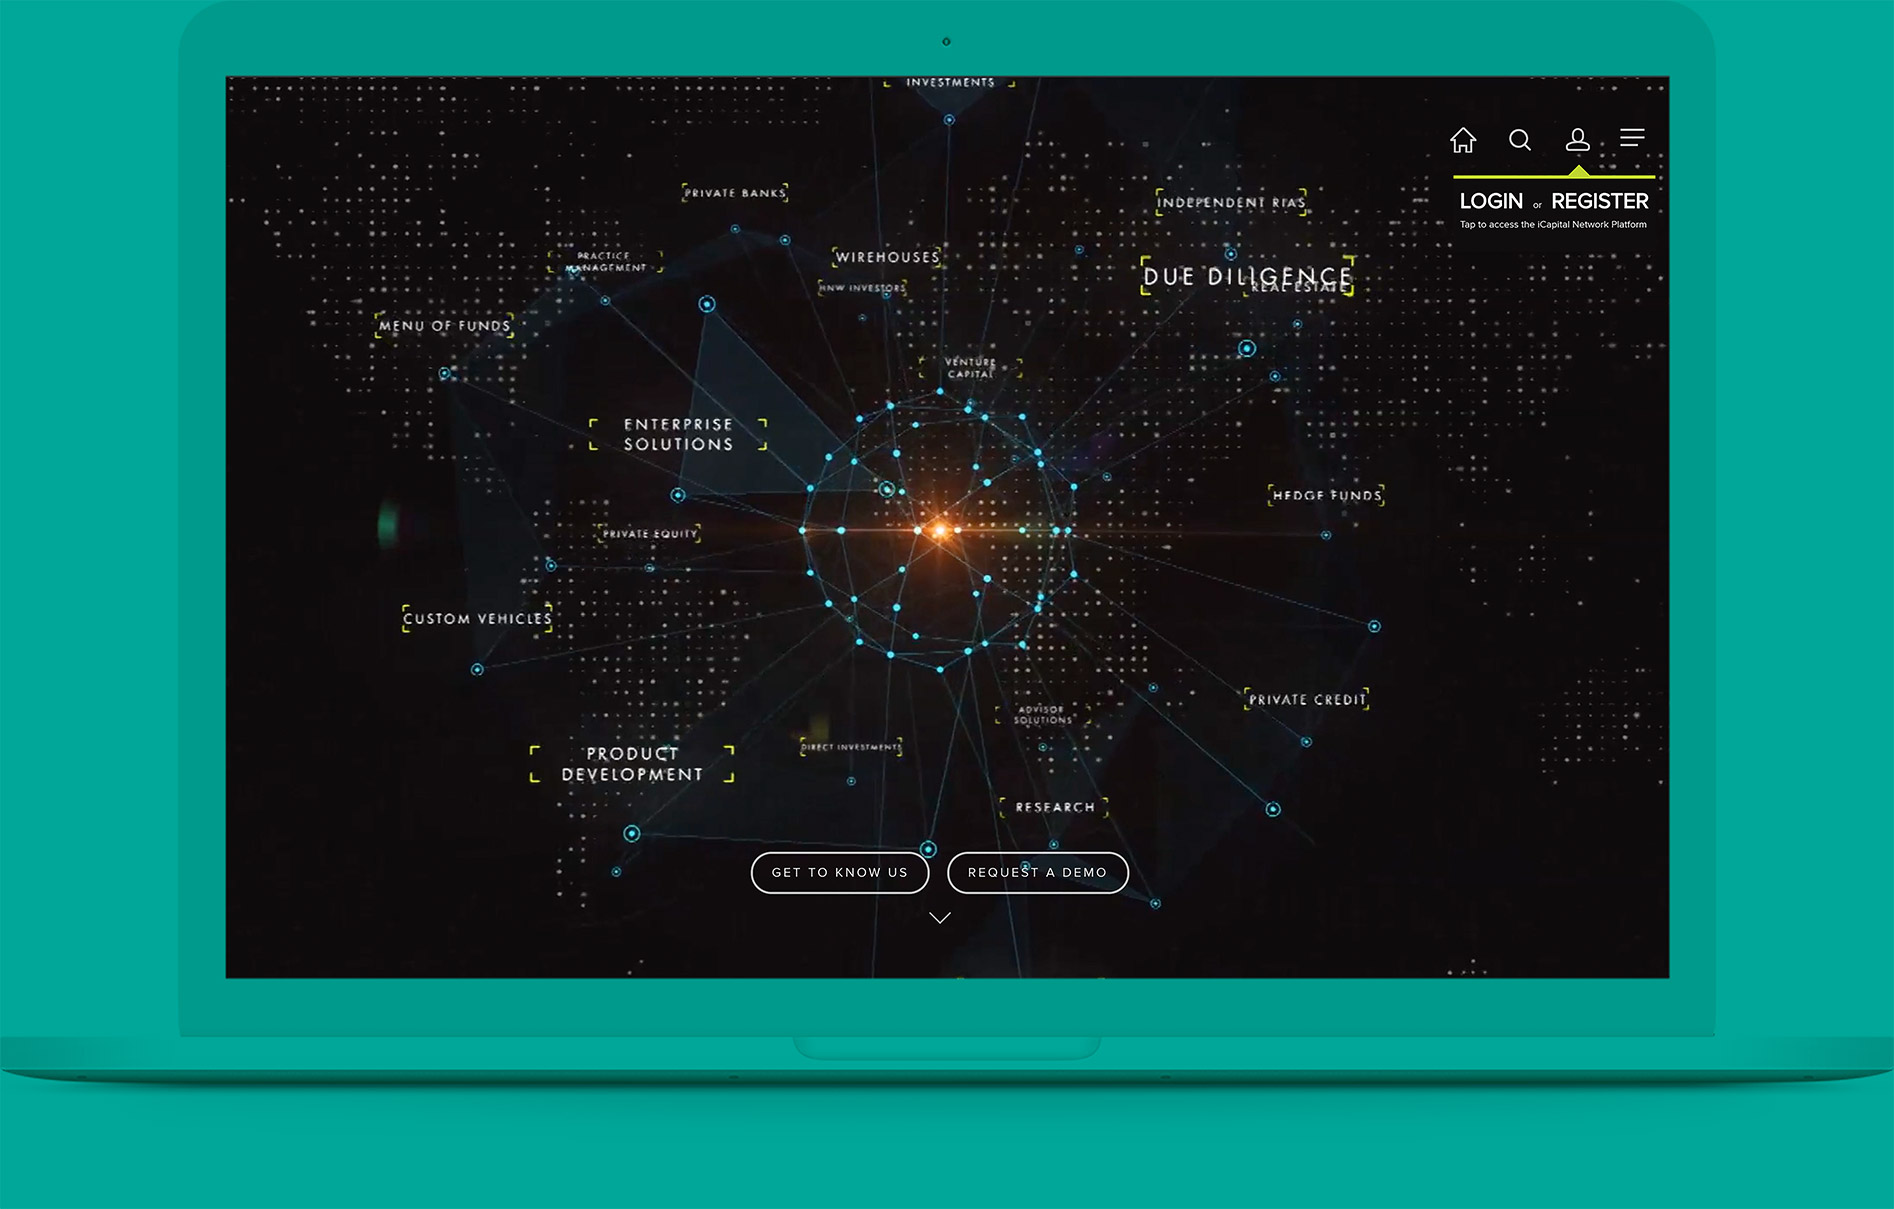 INVESTMENTS
PRIVATE BANKS
INDEPENDENT RIAS
LOGIN or REGISTER
Tap to access the iCapital Network Platform
PRACTICE
MANAGEMENT
WIREHOUSES
DUE DILIGENCE
REAL ESTATE
HNW INVESTORS
MENU OF FUNDS
VENTURE
CAPITAL
ENTERPRISE
SOLUTIONS
HEDGE FUNDS
PRIVATE EQUITY
CUSTOM VEHICLES
PRIVATE CREDIT
ADVISOR
SOLUTIONS
DIRECT INVESTMENTS
PRODUCT
DEVELOPMENT
RESEARCH
GET TO KNOW US
REQUEST A DEMO